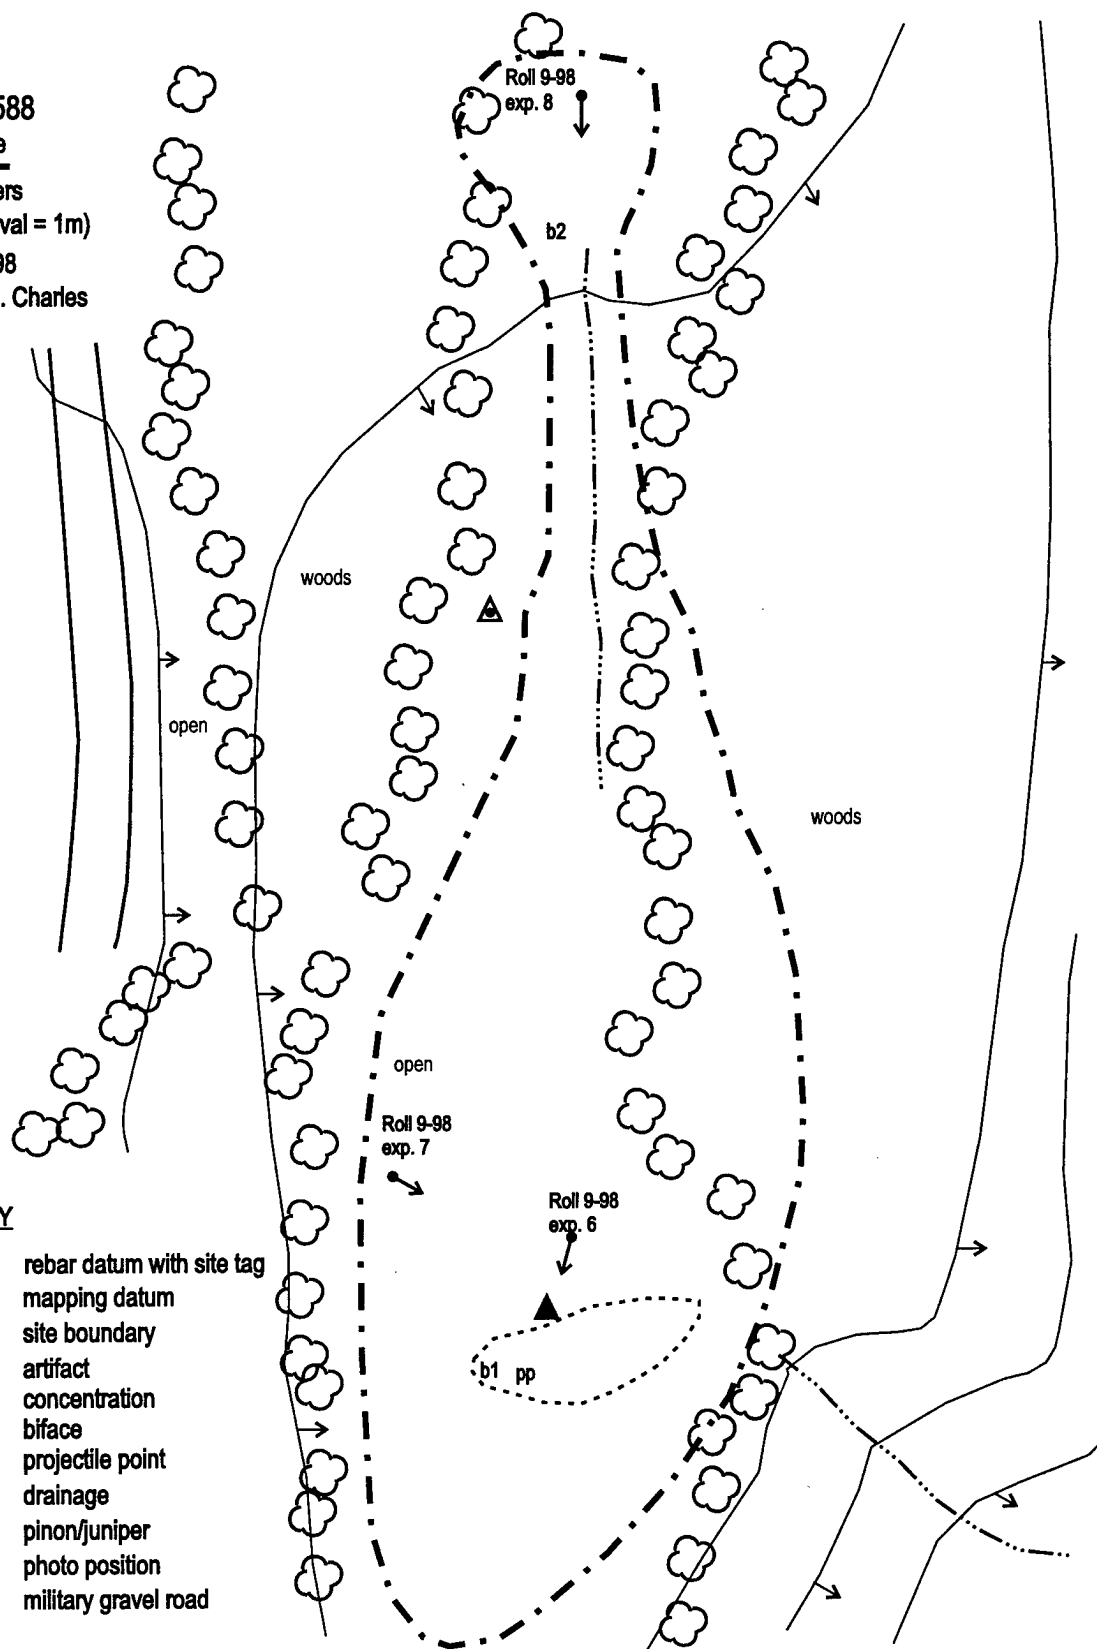 588
e
ers
val = 1m)
98
. Charles
Roll 9-98
exp. 8
b2
woods
open
woods
open
Roll 9-98
exp. 7
Roll 9-98
exp. 6
b1 pp
Y
rebar datum with site tag
mapping datum
site boundary
artifact
concentration
biface
projectile point
drainage
pinon/juniper
photo position
military gravel road